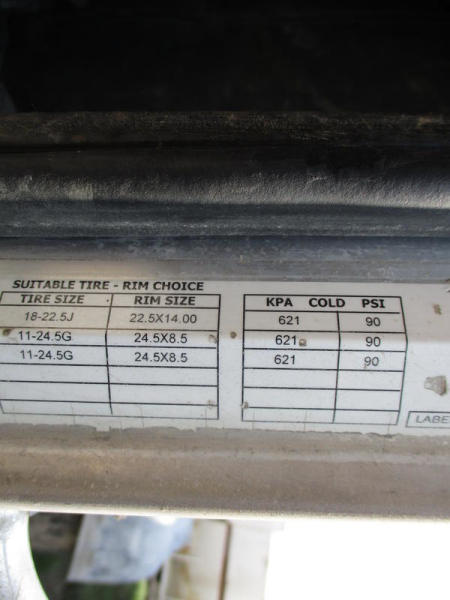 SUITABLE TIRE - RIM CHOICE
TIRE SIZE RIM SIZE KPA COLD PSI
18-22.5J 22.5X14.00 621 90
11-24.5G 24.5X8.5 621 90
11-24.5G 24.5X8.5 621 90
LABE